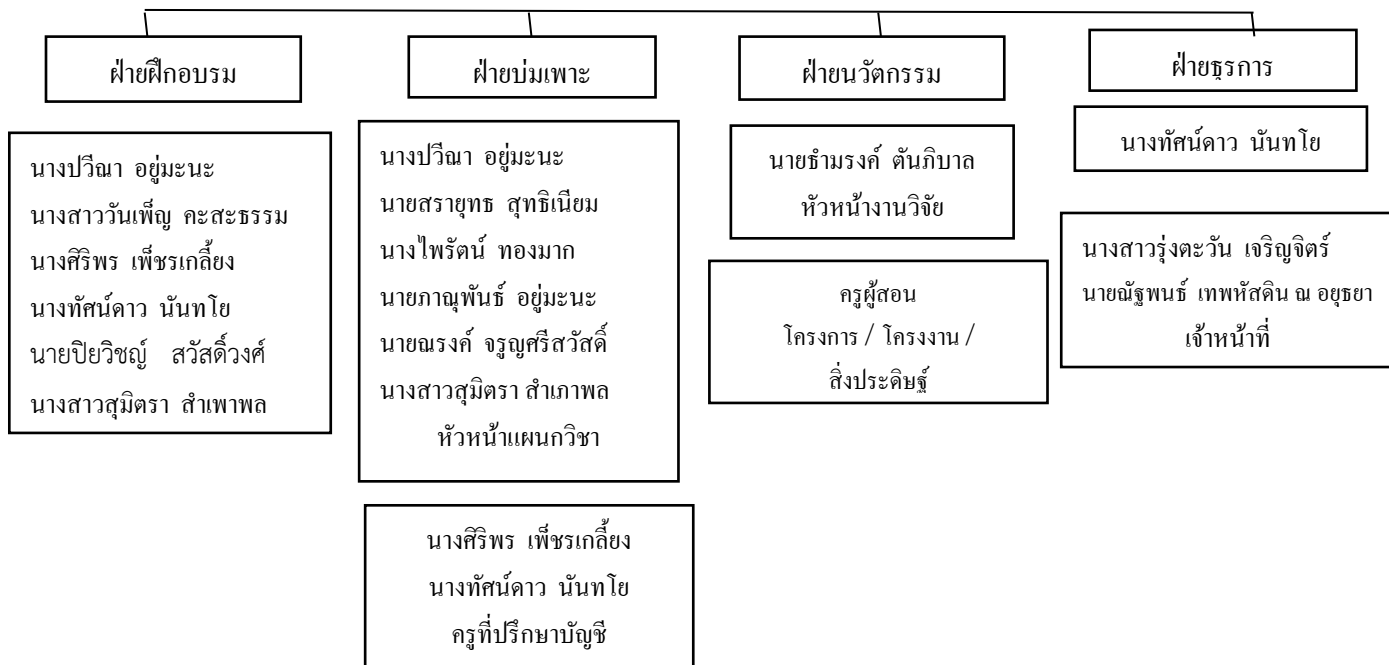 ฝ่ายฝึกอบรม
นางปวีณา อยู่มะนะ
นางสาววันเพ็ญ คะสะธรรม
นางศิริพร เพ็ชรเกลี้ยง
นางทัศน์ดาว นันทโย
นายปิยวิชญ์ สวัสดิ์วงศ์
นางสาวสุมิตรา สำเพาพล
ฝ่ายบ่มเพาะ
นางปวีณา อยู่มะนะ
นายสรายุทธ สุทธิเนียม
นางไพรัตน์ ทองมาก
นายภาณุพันธ์ อยู่มะนะ
นายณรงค์ จรูญศรีสวัสดิ์
นางสาวสุมิตรา สำเภาพล
หัวหน้าแผนกวิชา
นางศิริพร เพ็ชรเกลี้ยง
นางทัศน์ดาว นันทโย
ครูที่ปรึกษาบัญชี
ฝ่ายนวัตกรรม
นายธำมรงค์ ตันภิบาล
หัวหน้างานวิจัย
ครูผู้สอน
โครงการ / โครงงาน /
สิ่งประดิษฐ์
ฝ่ายธุรการ
นางทัศน์ดาว นันทโย
นางสาวรุ่งตะวัน เจริญจิตร์
นายณัฐพนธ์ เทพหัสดิน ณ อยุธยา
เจ้าหน้าที่